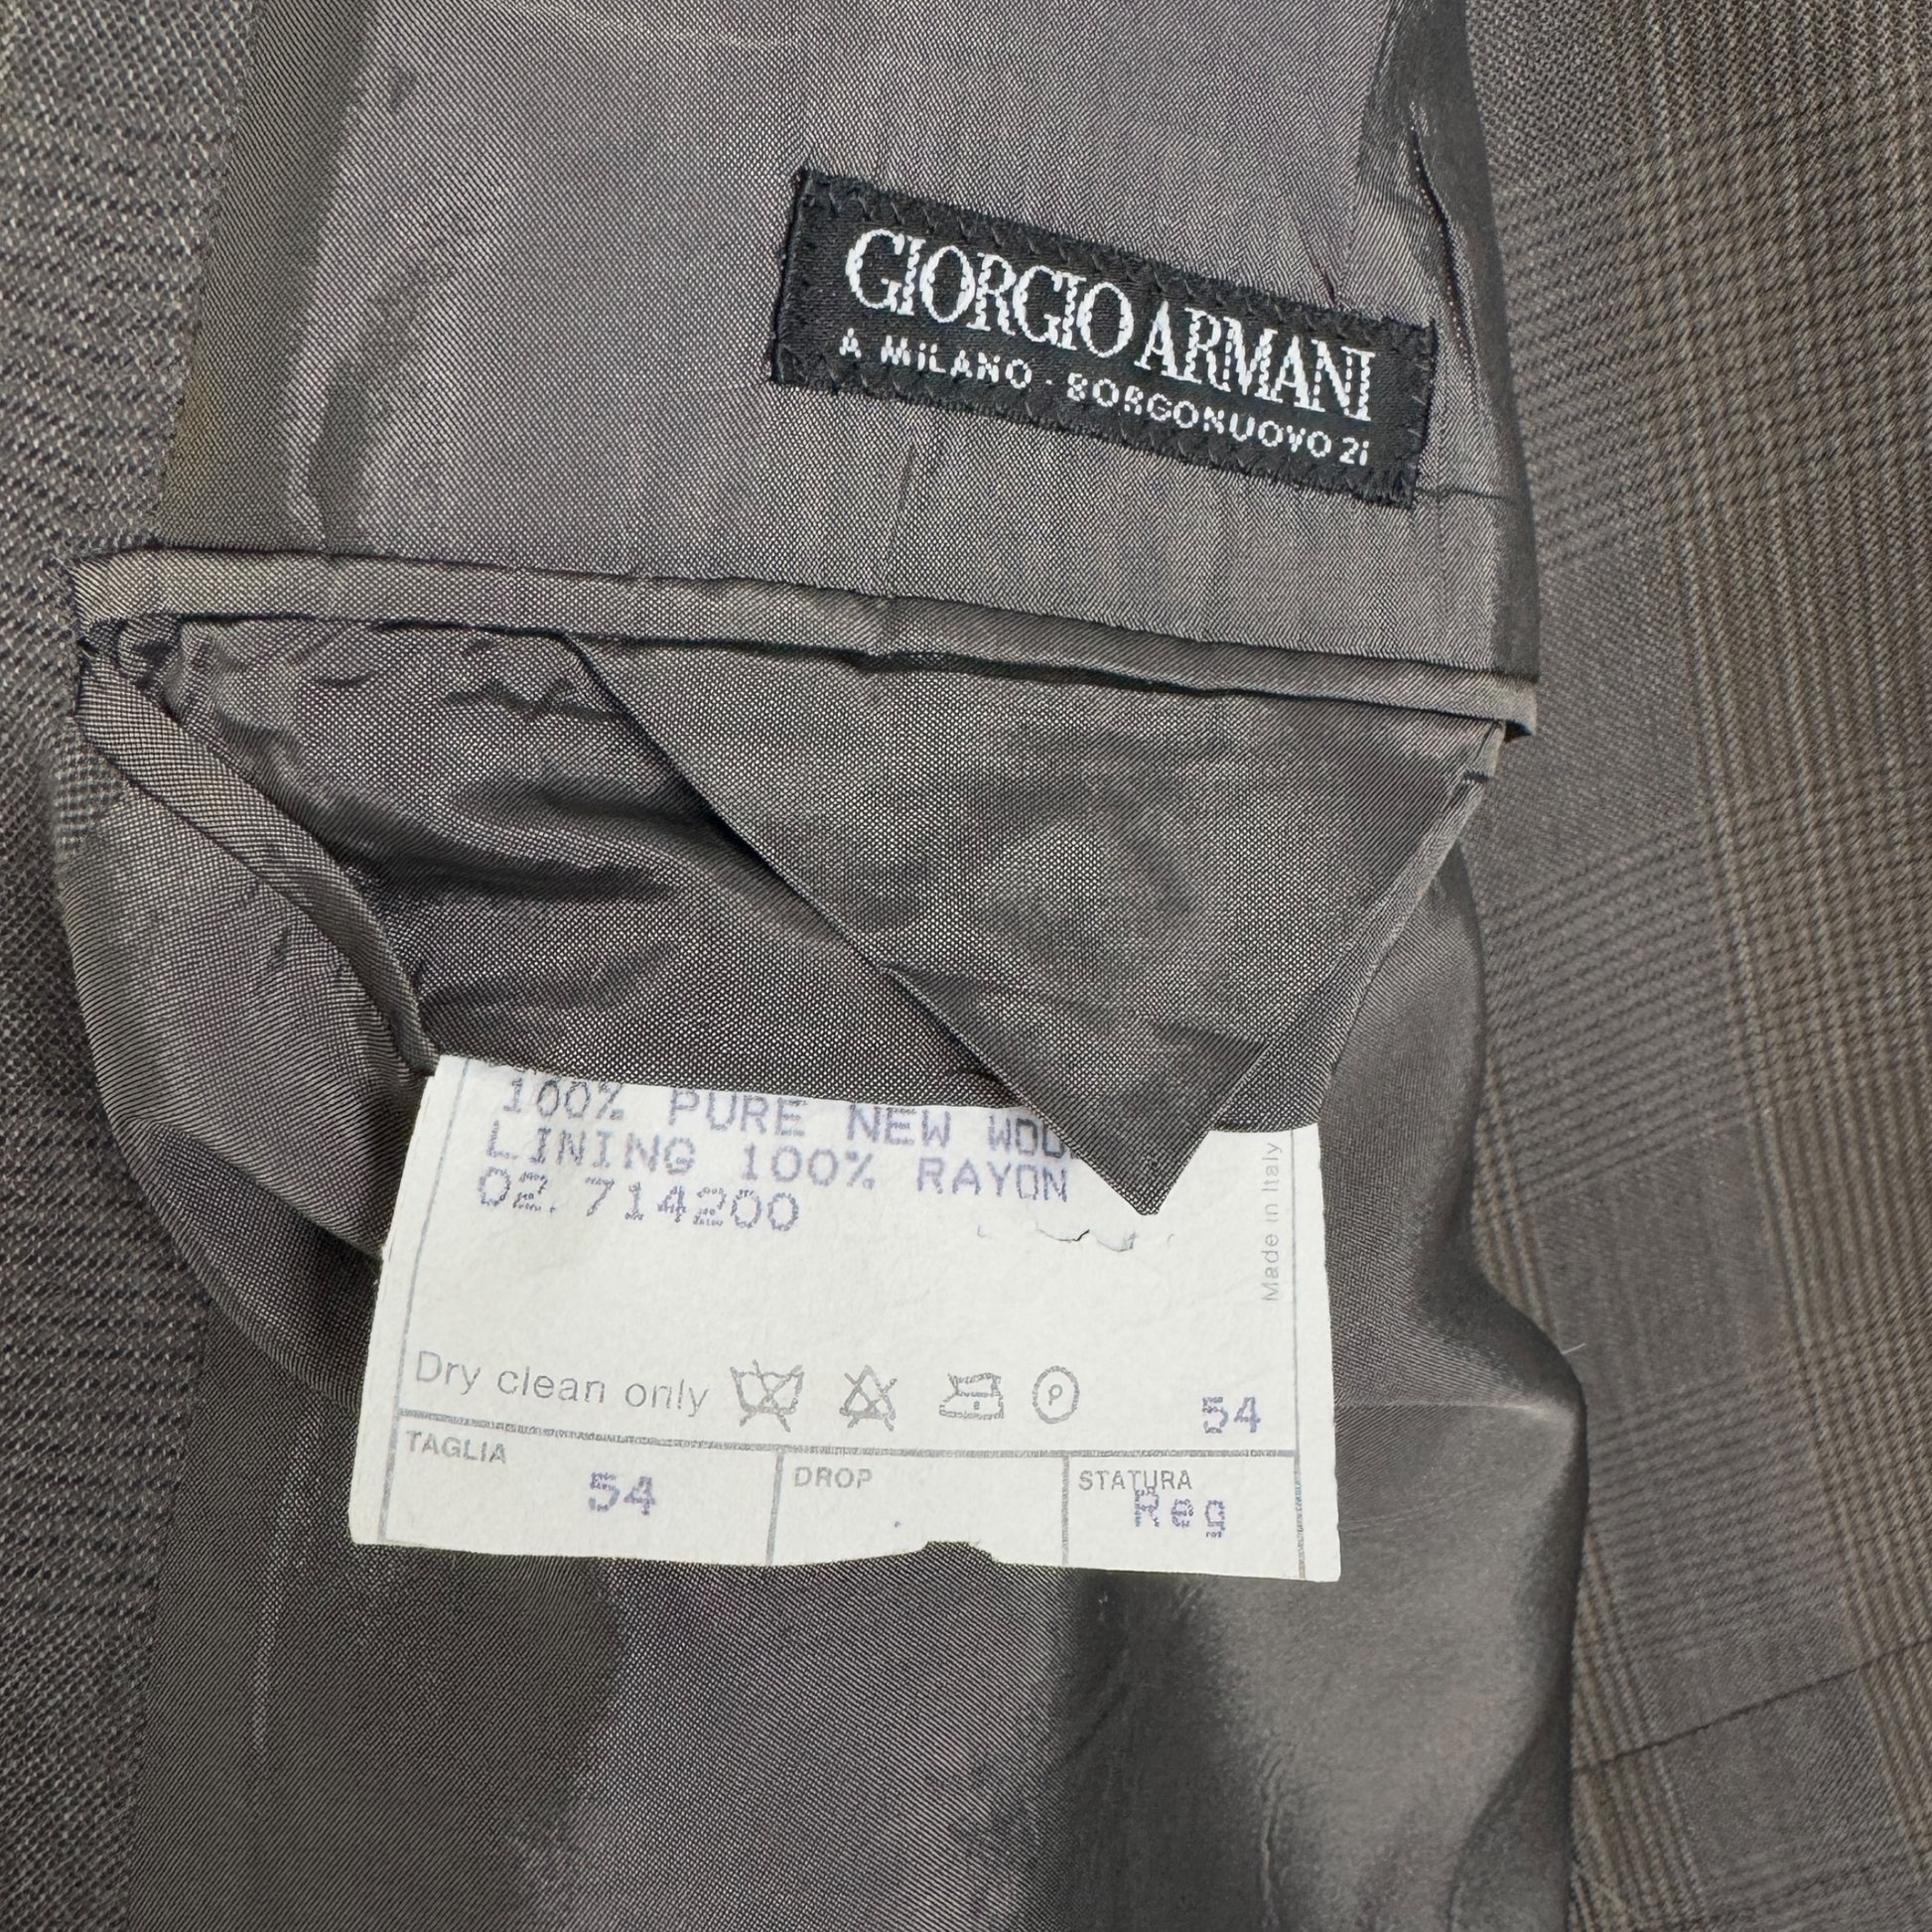 GIORGIO ARMANI
A MILANO · BORGONUOVO 21
100% PURE NEW
LINING 100% RAYON
02.714200
Made in Italy
Dry clean only P 54
TAGLIA 54
DROP
STATURA Reg